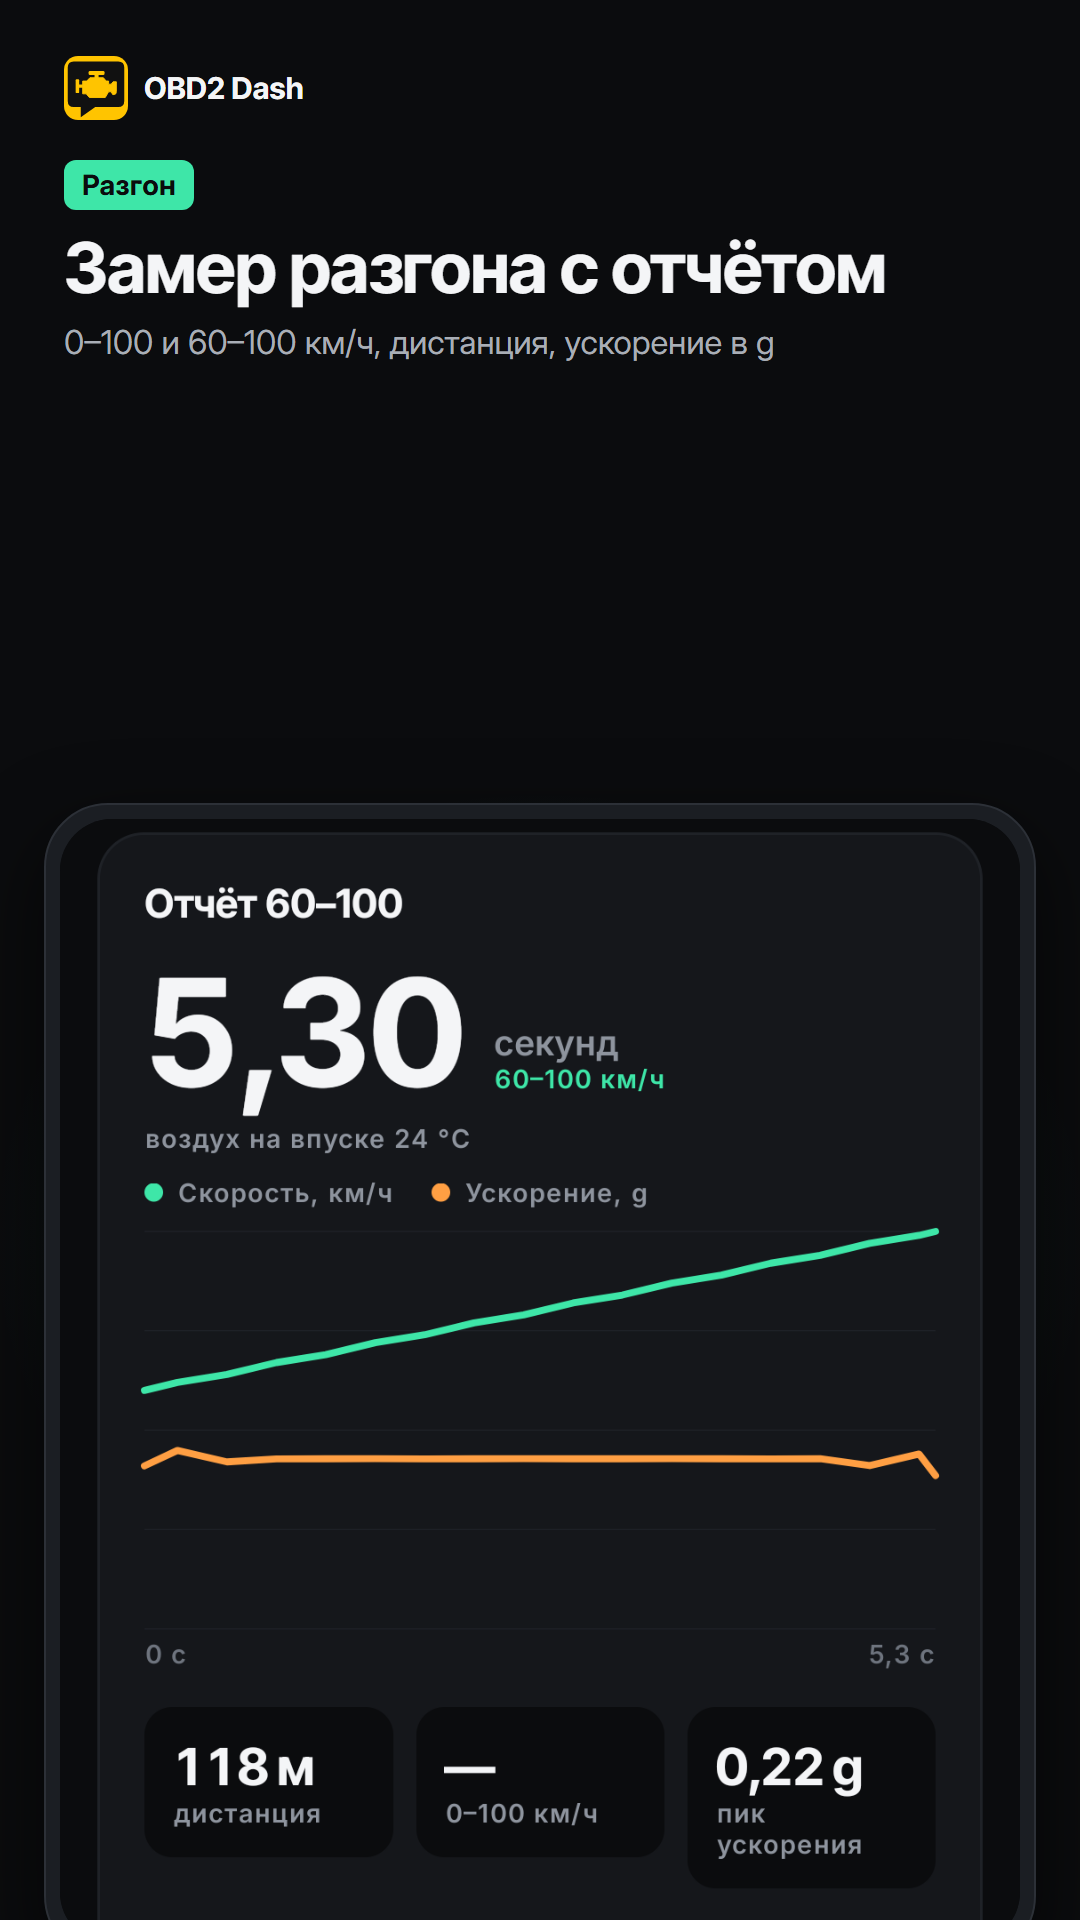 OBD2 Dash
Разгон
Замер разгона с отчётом
0–100 и 60–100 км/ч, дистанция, ускорение в g
Отчёт 60–100
5,30 секунд
60–100 км/ч
воздух на впуске 24 °C
Скорость, км/ч Ускорение, g
0 с 5,3 с
118 м — 0,22 g
дистанция 0–100 км/ч пик
ускорения